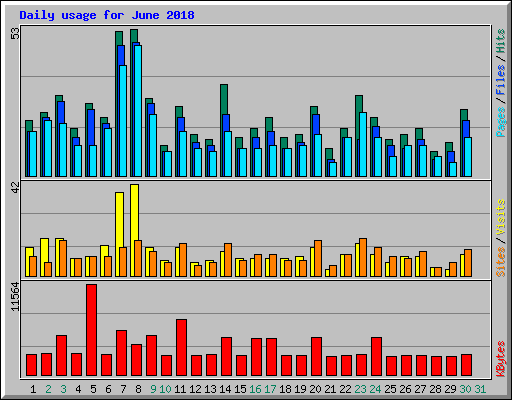 Daily usage for June 2018
53
Pages / Files / Hits
42
Sites / Visits
11564
KBytes
1 2 3 4 5 6 7 8 9 10 11 12 13 14 15 16 17 18 19 20 21 22 23 24 25 26 27 28 29 30 31